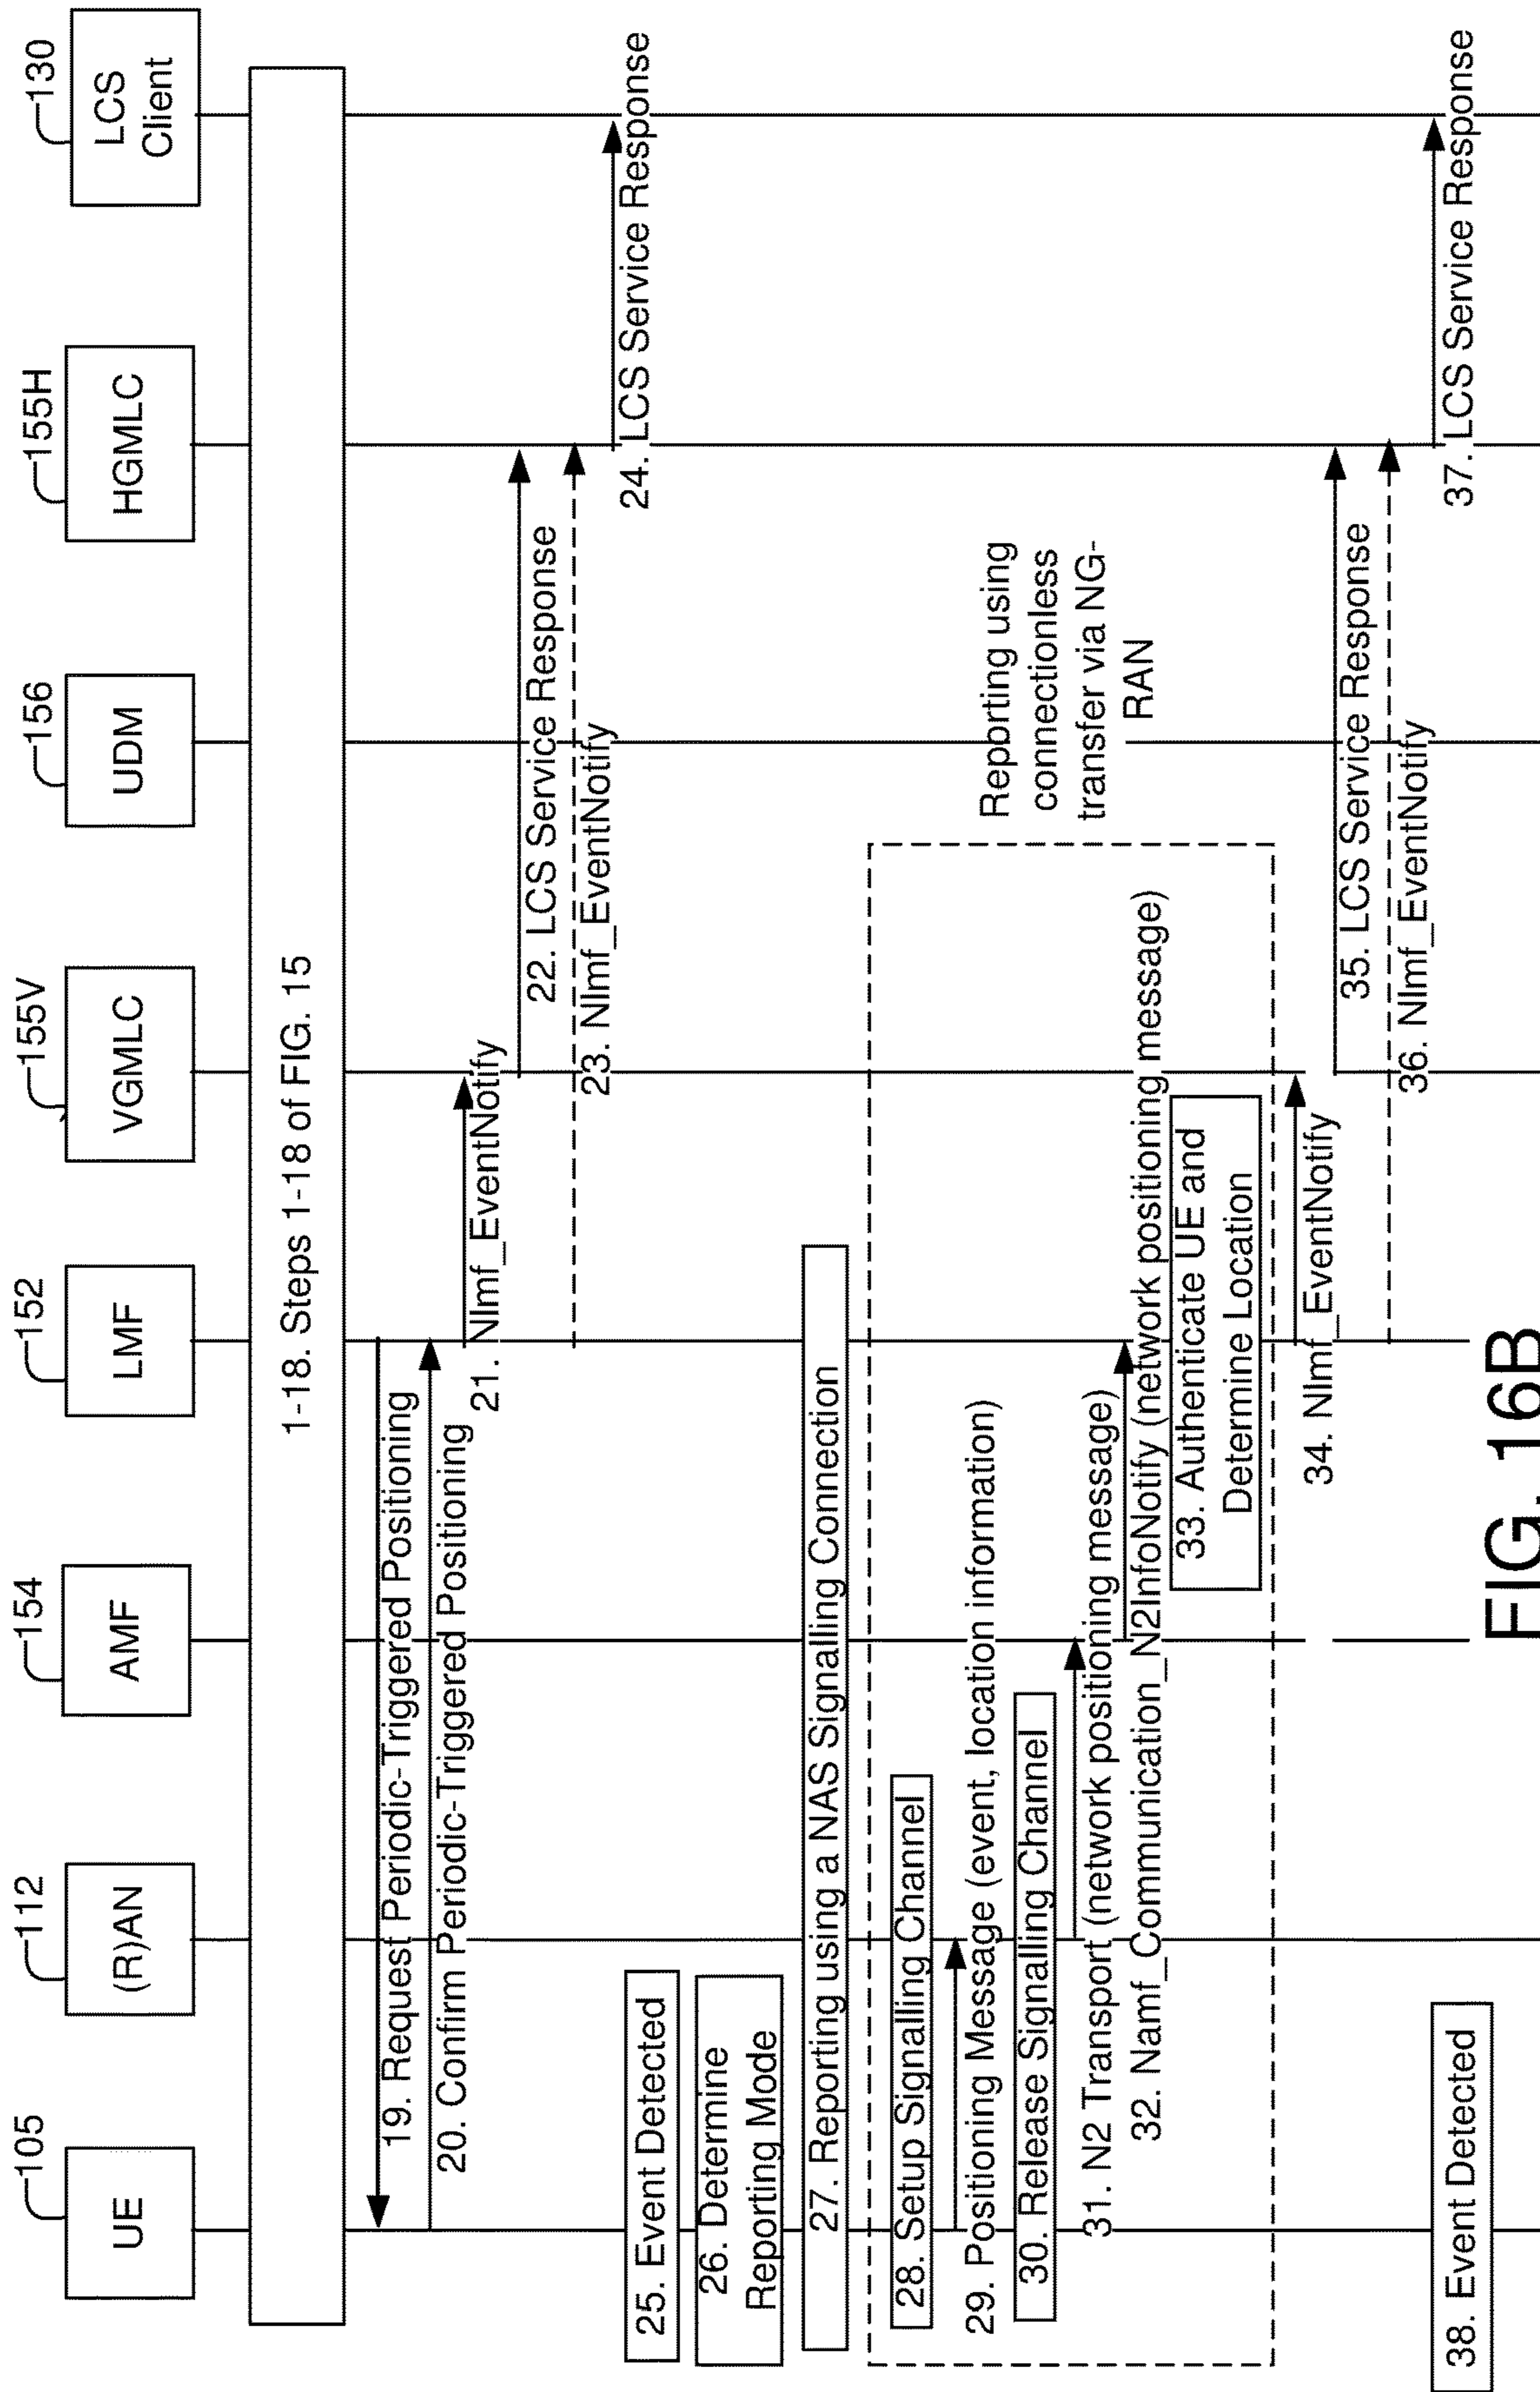 105
112
154
152
155V
156
155H
130
UE
(R)AN
AMF
LMF
VGMLC
UDM
HGMLC
LCS
Client
1-18. Steps 1-18 of FIG. 15
19. Request Periodic-Triggered Positioning
20. Confirm Periodic-Triggered Positioning
21. Nlmf_EventNotify
22. LCS Service Response
23. Nlmf_EventNotify
24. LCS Service Response
25. Event Detected
26. Determine
Reporting Mode
27. Reporting using a NAS Signalling Connection
Reporting using
connectionless
transfer via NG-
RAN
28. Setup Signalling Channel
29. Positioning Message (event, location information)
30. Release Signalling Channel
31. N2 Transport (network positioning message)
32. Namf_Communication_N2InfoNotify (network positioning message)
33. Authenticate UE and
Determine Location
34. Nlmf_EventNotify
35. LCS Service Response
36. Nlmf_EventNotify
37. LCS Service Response
38. Event Detected
FIG. 16B